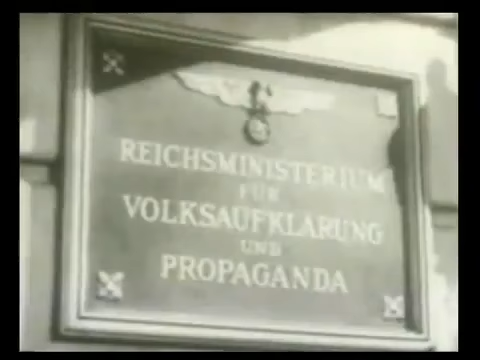 REICHSMINISTERIUM
FÜR
VOLKSAUFKLÄRUNG
UND
PROPAGANDA